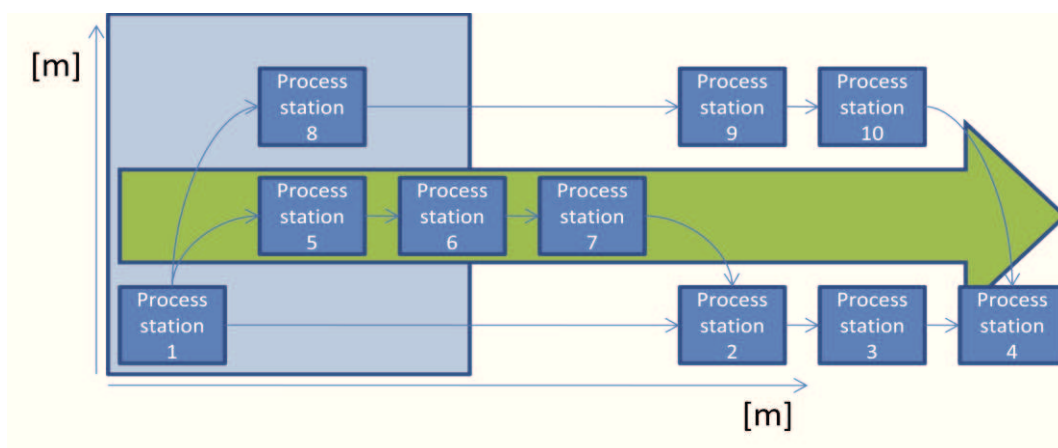 [m]
Process
station
8
Process
station
9
Process
station
10
Process
station
5
Process
station
6
Process
station
7
Process
station
1
Process
station
2
Process
station
3
Process
station
4
[m]